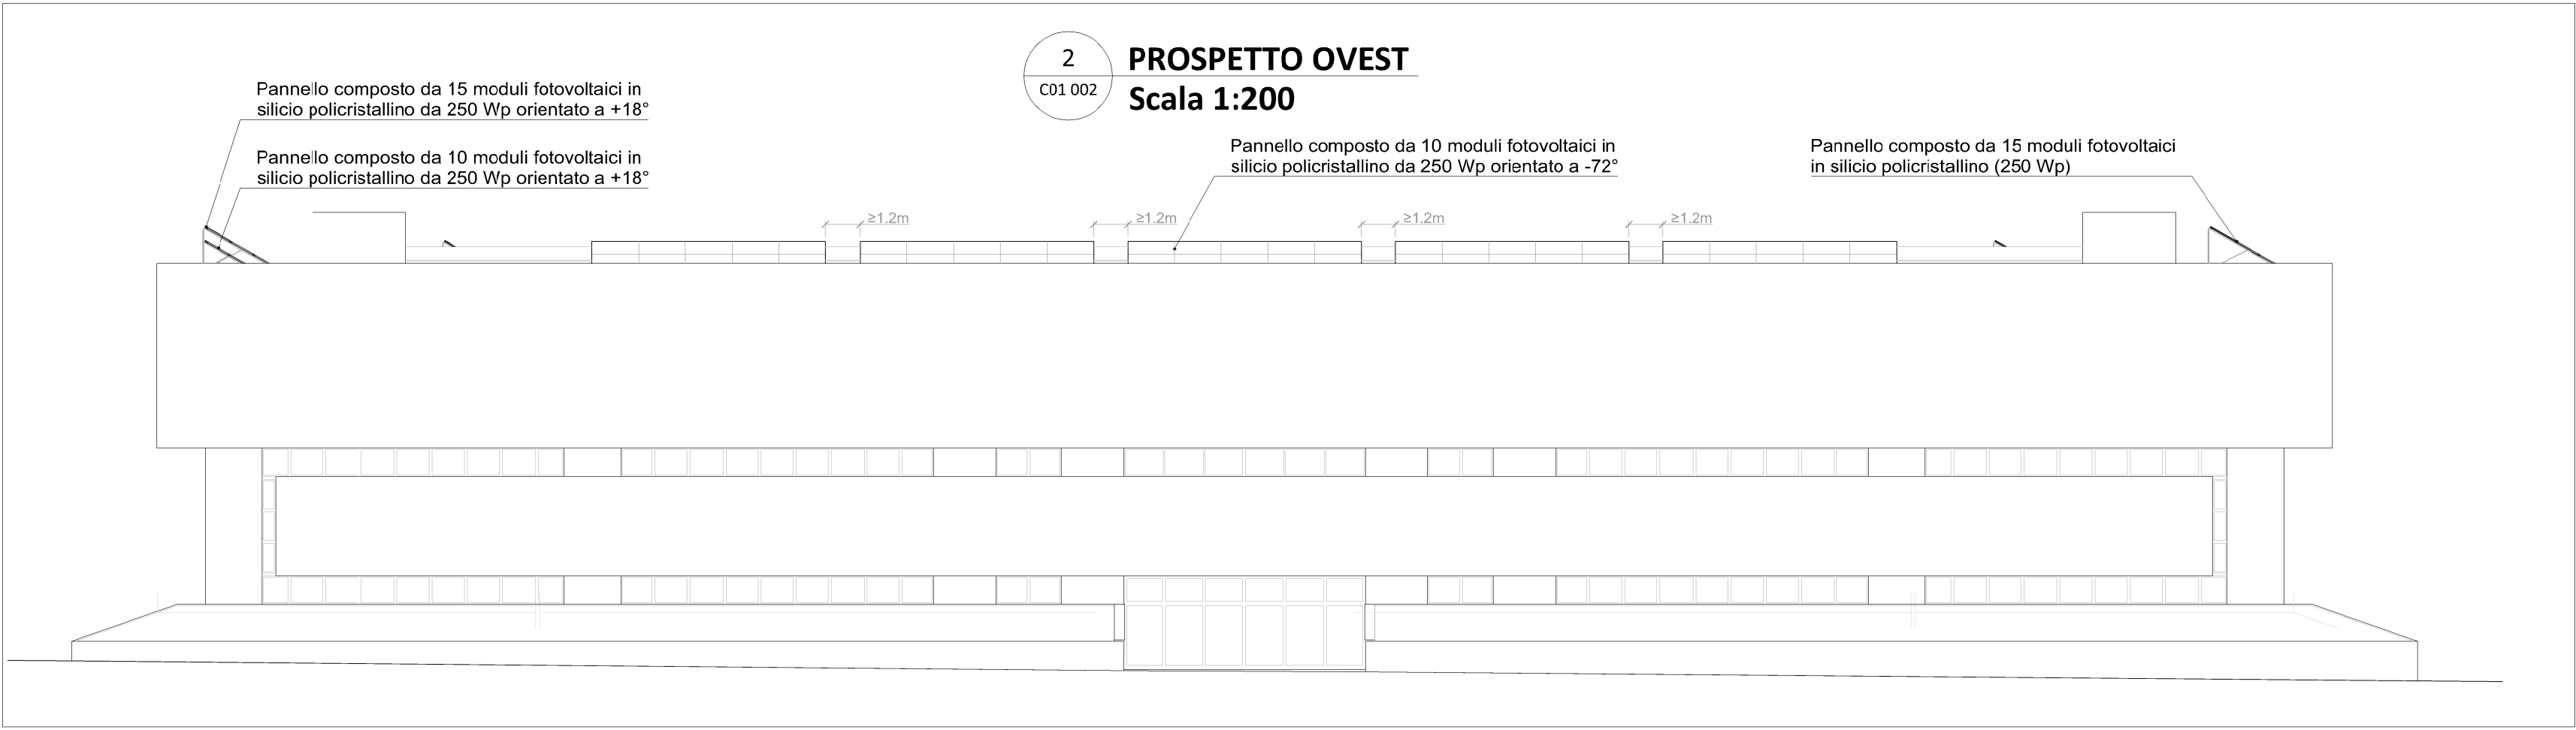 2
C01 002
PROSPETTO OVEST
Scala 1:200
Pannello composto da 15 moduli fotovoltaici in
silicio policristallino da 250 Wp orientato a +18°
Pannello composto da 10 moduli fotovoltaici in
silicio policristallino da 250 Wp orientato a +18°
Pannello composto da 10 moduli fotovoltaici in
silicio policristallino da 250 Wp orientato a -72°
Pannello composto da 15 moduli fotovoltaici
in silicio policristallino (250 Wp)
≥1.2m
≥1.2m
≥1.2m
≥1.2m